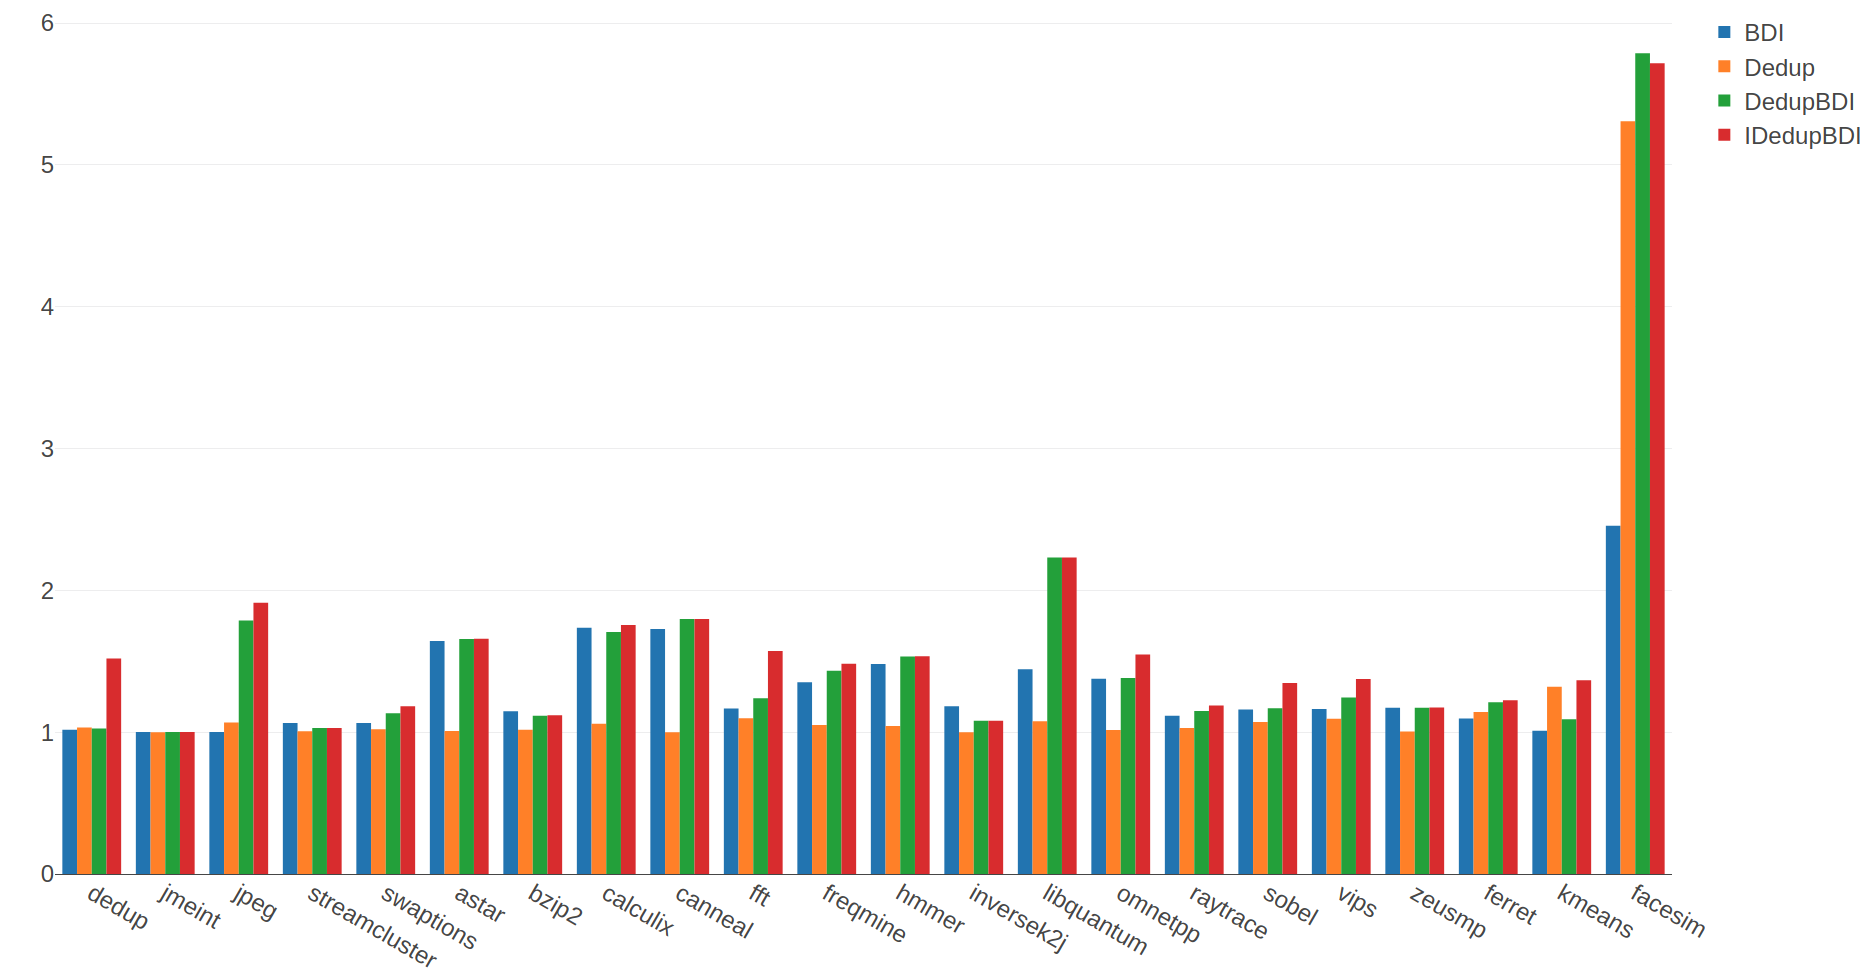 6
5
4
3
2
1
0
dedup
jmeint
jpeg
streamcluster
swaptions
astar
bzip2
calculix
canneal
fft
freqmine
hmmer
inversek2j
libquantum
omnetpp
raytrace
sobel
vips
zeusmp
ferret
kmeans
facesim
BDI
Dedup
DedupBDI
IDedupBDI